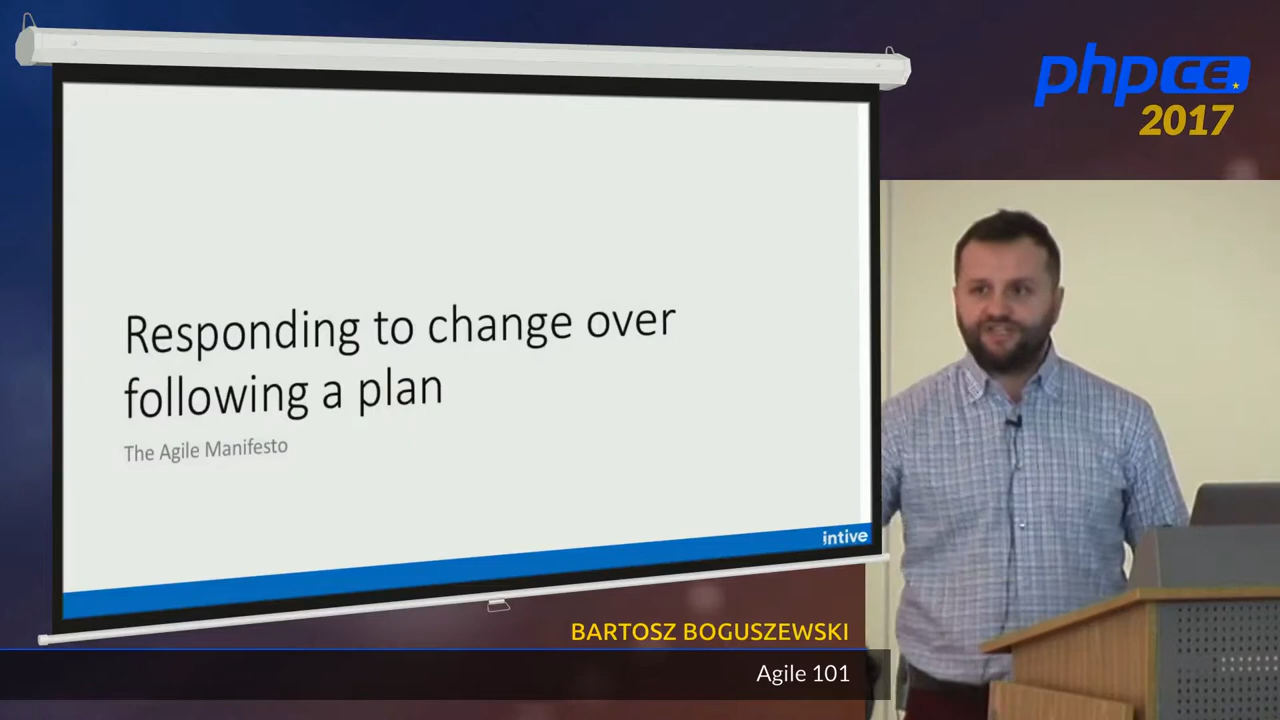 phpCE
2017
Responding to change over
following a plan
The Agile Manifesto
intive
BARTOSZ BOGUSZEWSKI
Agile 101